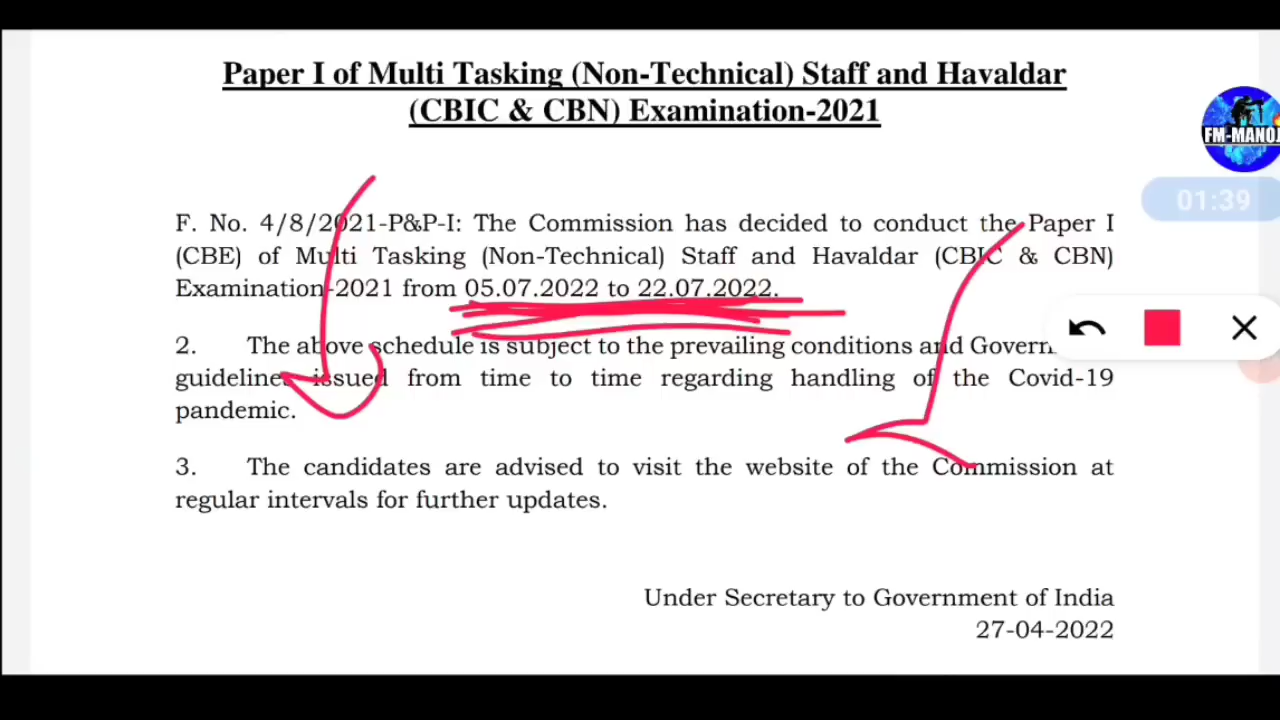 Paper I of Multi Tasking (Non-Technical) Staff and Havaldar
(CBIC & CBN) Examination-2021
FM-MANOJ
01:39
F. No. 4/8/2021-P&P-I: The Commission has decided to conduct the Paper I
(CBE) of Multi Tasking (Non-Technical) Staff and Havaldar (CBIC & CBN)
Examination-2021 from 05.07.2022 to 22.07.2022.
2. The above schedule is subject to the prevailing conditions and
guidelines issued from time to time regarding handling of the Covid-19
pandemic.
3. The candidates are advised to visit the website of the Commission at
regular intervals for further updates.
Under Secretary to Government of India
27-04-2022